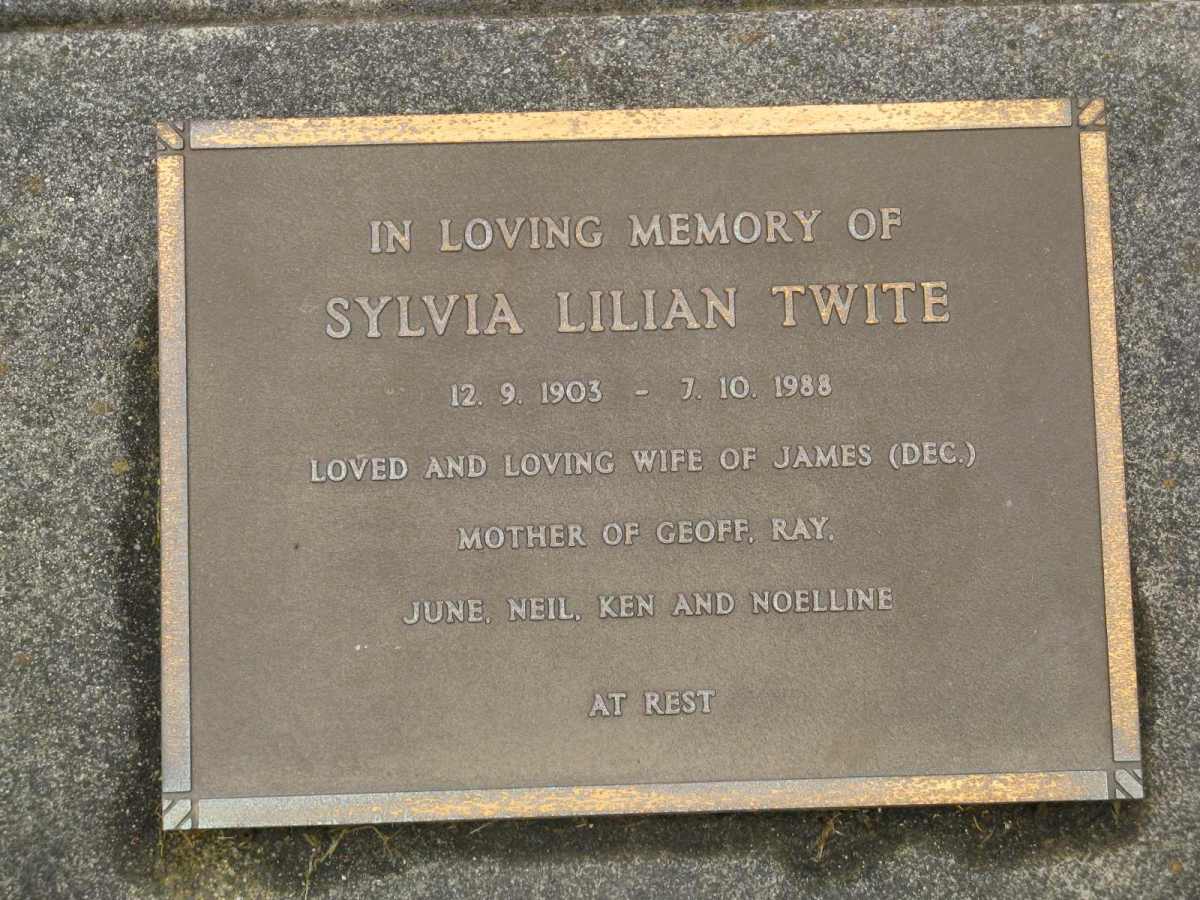 IN LOVING MEMORY OF
SYLVIA LILIAN TWITE
12. 9. 1903 - 7. 10. 1988
LOVED AND LOVING WIFE OF JAMES (DEC.)
MOTHER OF GEOFF, RAY,
JUNE, NEIL, KEN AND NOELLINE
AT REST